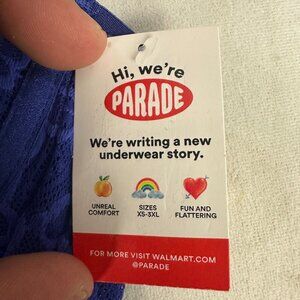 Hi, we're
PARADE
We're writing a new
underwear story.
UNREAL
COMFORT
SIZES
XS-3XL
FUN AND
FLATTERING
FOR MORE VISIT WALMART.COM
@PARADE